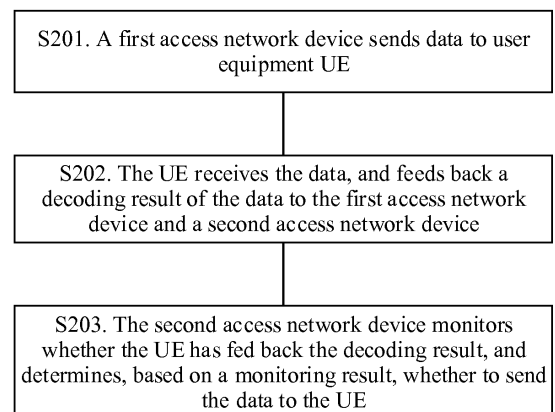 S201. A first access network device sends data to user
equipment UE
S202. The UE receives the data, and feeds back a
decoding result of the data to the first access network
device and a second access network device
S203. The second access network device monitors
whether the UE has fed back the decoding result, and
determines, based on a monitoring result, whether to send
the data to the UE